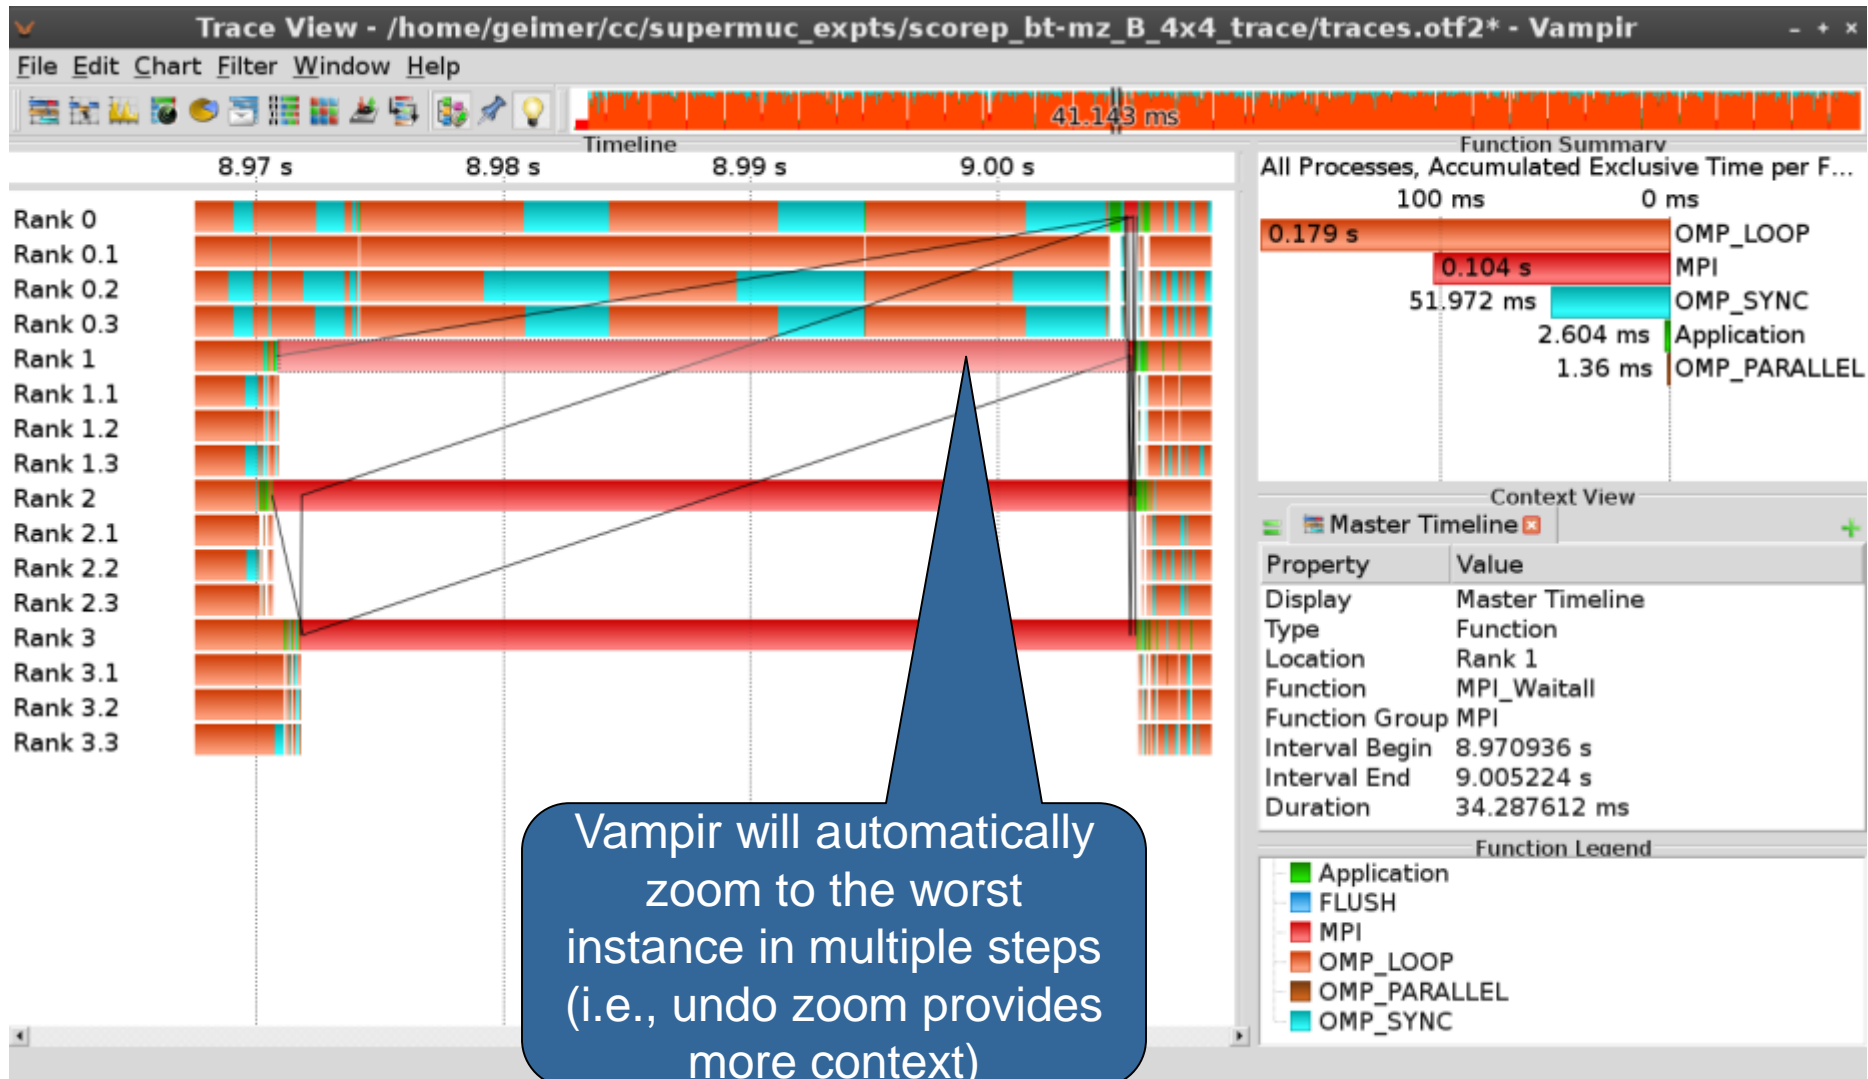 Trace View - /home/geimer/cc/supermuc_expts/scorep_bt-mz_B_4x4_trace/traces.otf2* - Vampir
File Edit Chart Filter Window Help
41.143 ms
Timeline
8.97 s 8.98 s 8.99 s 9.00 s
Rank 0
Rank 0.1
Rank 0.2
Rank 0.3
Rank 1
Rank 1.1
Rank 1.2
Rank 1.3
Rank 2
Rank 2.1
Rank 2.2
Rank 2.3
Rank 3
Rank 3.1
Rank 3.2
Rank 3.3
Vampir will automatically
zoom to the worst
instance in multiple steps
(i.e., undo zoom provides
more context)
Function Summary
All Processes, Accumulated Exclusive Time per F...
100 ms 0 ms
0.179 s OMP_LOOP
0.104 s MPI
51.972 ms OMP_SYNC
2.604 ms Application
1.36 ms OMP_PARALLEL
Context View
Master Timeline
Property Value
Display Master Timeline
Type Function
Location Rank 1
Function MPI_Waitall
Function Group MPI
Interval Begin 8.970936 s
Interval End 9.005224 s
Duration 34.287612 ms
Function Legend
Application
FLUSH
MPI
OMP_LOOP
OMP_PARALLEL
OMP_SYNC